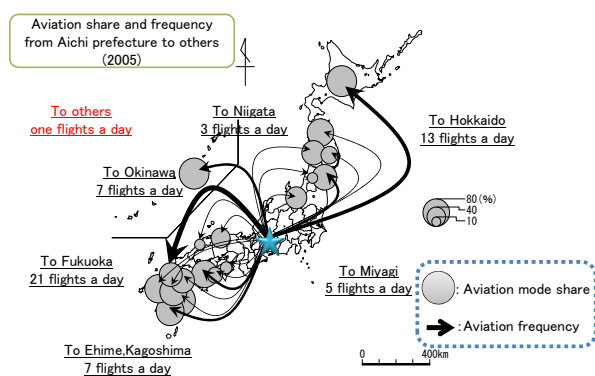 Aviation share and frequency
from Aichi prefecture to others
(2005)
To others
one flights a day
To Niigata
3 flights a day
To Hokkaido
13 flights a day
To Okinawa
7 flights a day
80(%)
40
10
To Fukuoka
21 flights a day
To Miyagi
5 flights a day
: Aviation mode share
: Aviation frequency
To Ehime,Kagoshima
7 flights a day
0 400km